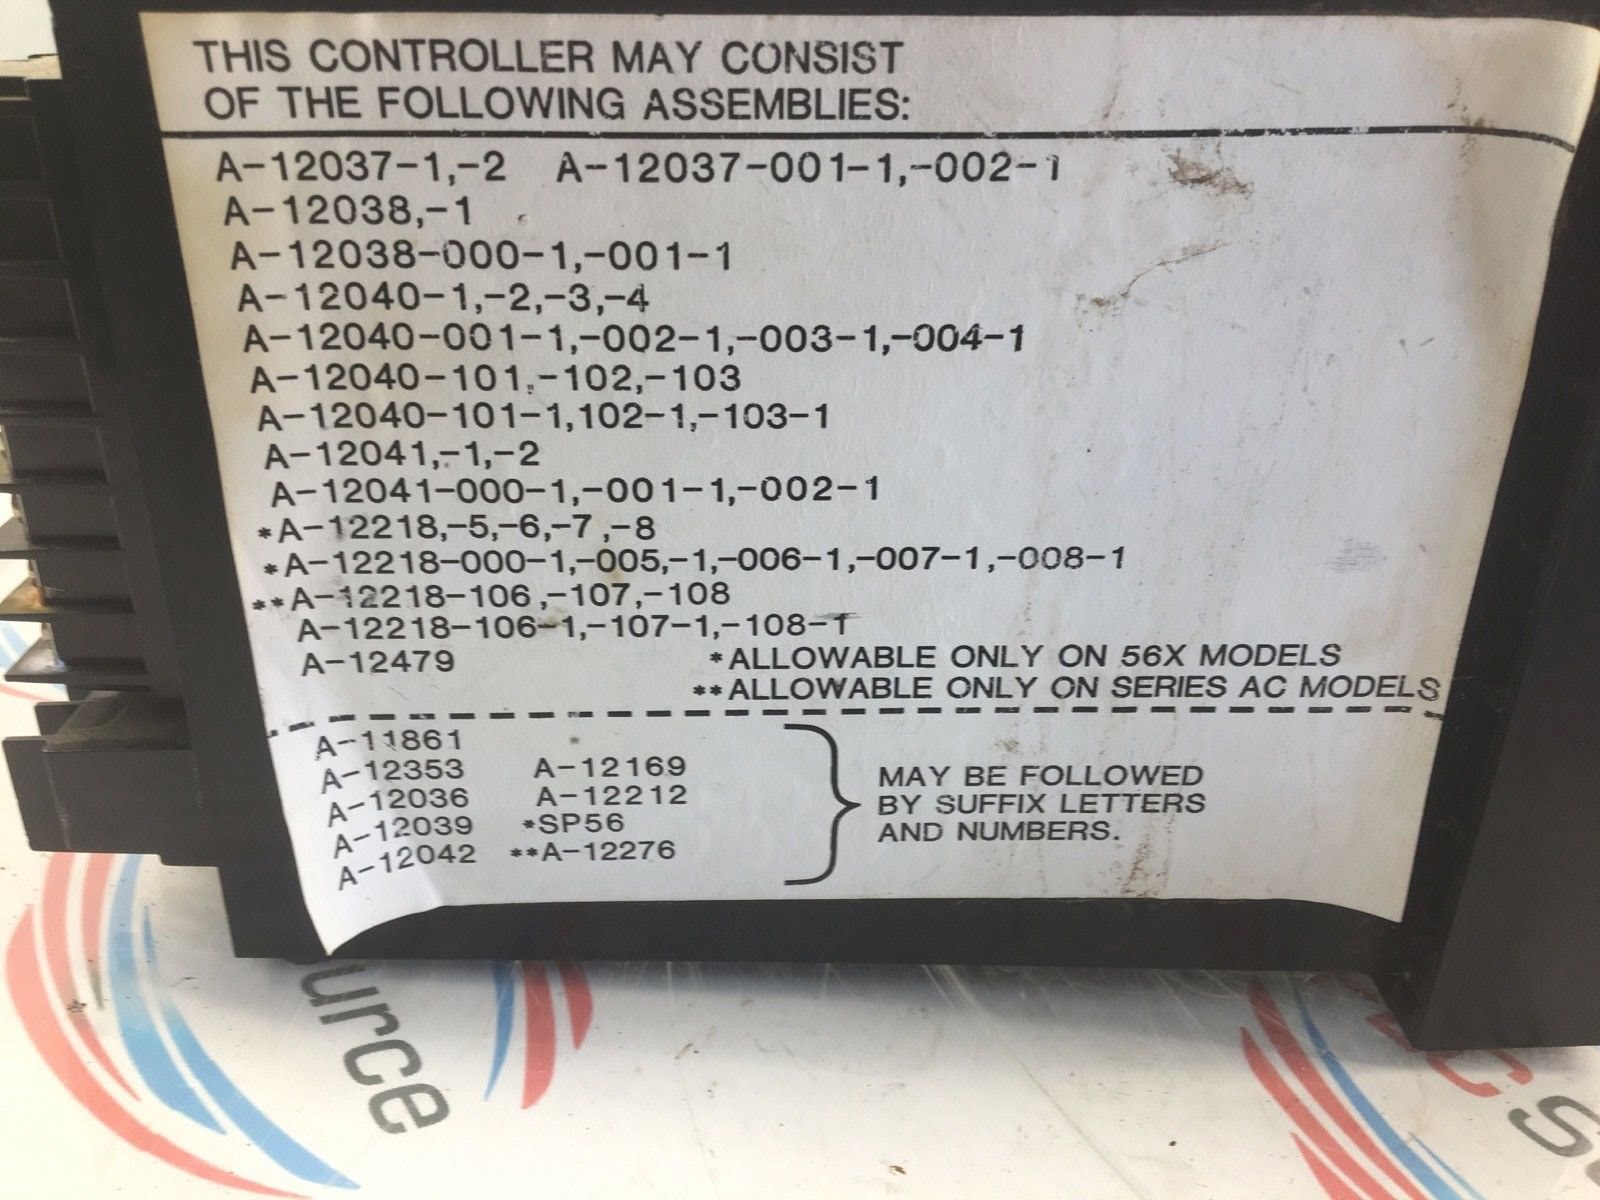 THIS CONTROLLER MAY CONSIST
OF THE FOLLOWING ASSEMBLIES:
A-12037-1,-2 A-12037-001-1,-002-1
A-12038,-1
A-12038-000-1,-001-1
A-12040-1,-2,-3,-4
A-12040-001-1,-002-1,-003-1,-004-1
A-12040-101,-102,-103
A-12040-101-1,102-1,-103-1
A-12041,-1,-2
A-12041-000-1,-001-1,-002-1
*A-12218,-5,-6,-7,-8
*A-12218-000-1,-005,-1,-006-1,-007-1,-008-1
**A-12218-106,-107,-108
A-12218-106-1,-107-1,-108-1
A-12479 *ALLOWABLE ONLY ON 56X MODELS
**ALLOWABLE ONLY ON SERIES AC MODELS
A-11861
A-12353 A-12169
A-12036 A-12212
A-12039 *SP56
A-12042 **A-12276
MAY BE FOLLOWED
BY SUFFIX LETTERS
AND NUMBERS.
urce